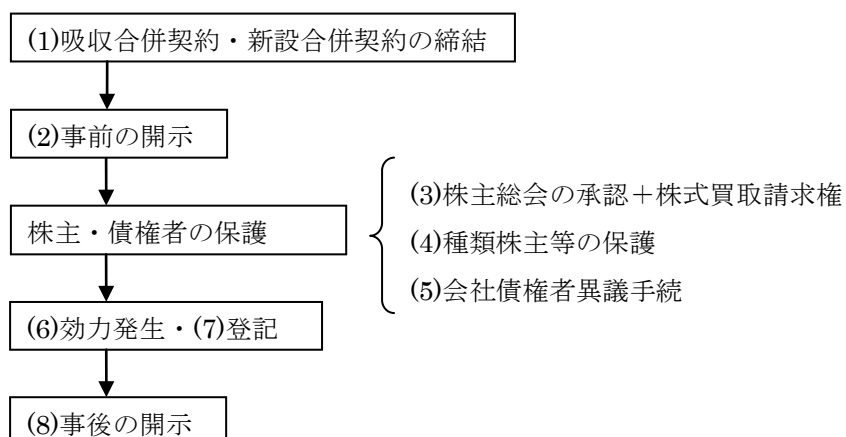 (1)吸収合併契約・新設合併契約の締結
(2)事前の開示
株主・債権者の保護
(3)株主総会の承認＋株式買取請求権
(4)種類株主等の保護
(5)会社債権者異議手続
(6)効力発生・(7)登記
(8)事後の開示